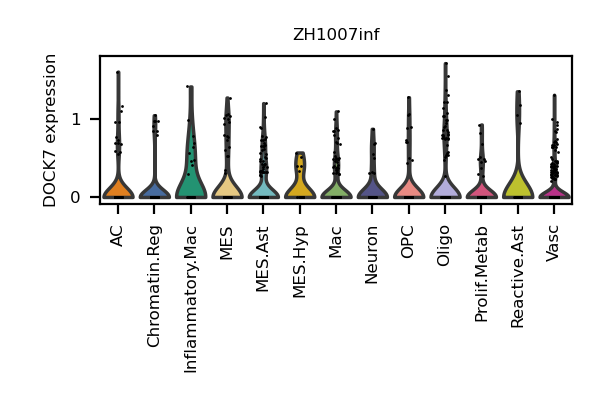 ZH1007inf
DOCK7 expression
1
0
AC
Chromatin.Reg
Inflammatory.Mac
MES
MES.Ast
MES.Hyp
Mac
Neuron
OPC
Oligo
Prolif.Metab
Reactive.Ast
Vasc